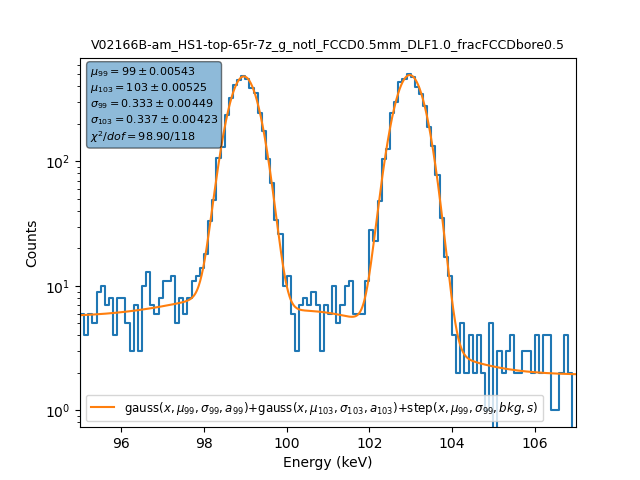 V02166B-am_HS1-top-65r-7z_g_notl_FCCD0.5mm_DLF1.0_fracFCCDbore0.5
μ99 = 99 ± 0.00543
μ103 = 103 ± 0.00525
σ99 = 0.333 ± 0.00449
σ103 = 0.337 ± 0.00423
χ²/dof = 98.90/118
10²
10¹
10⁰
Counts
gauss(x, μ99, σ99, a99)+gauss(x, μ103, σ103, a103)+step(x, μ99, σ99, bkg, s)
96 98 100 102 104 106
Energy (keV)